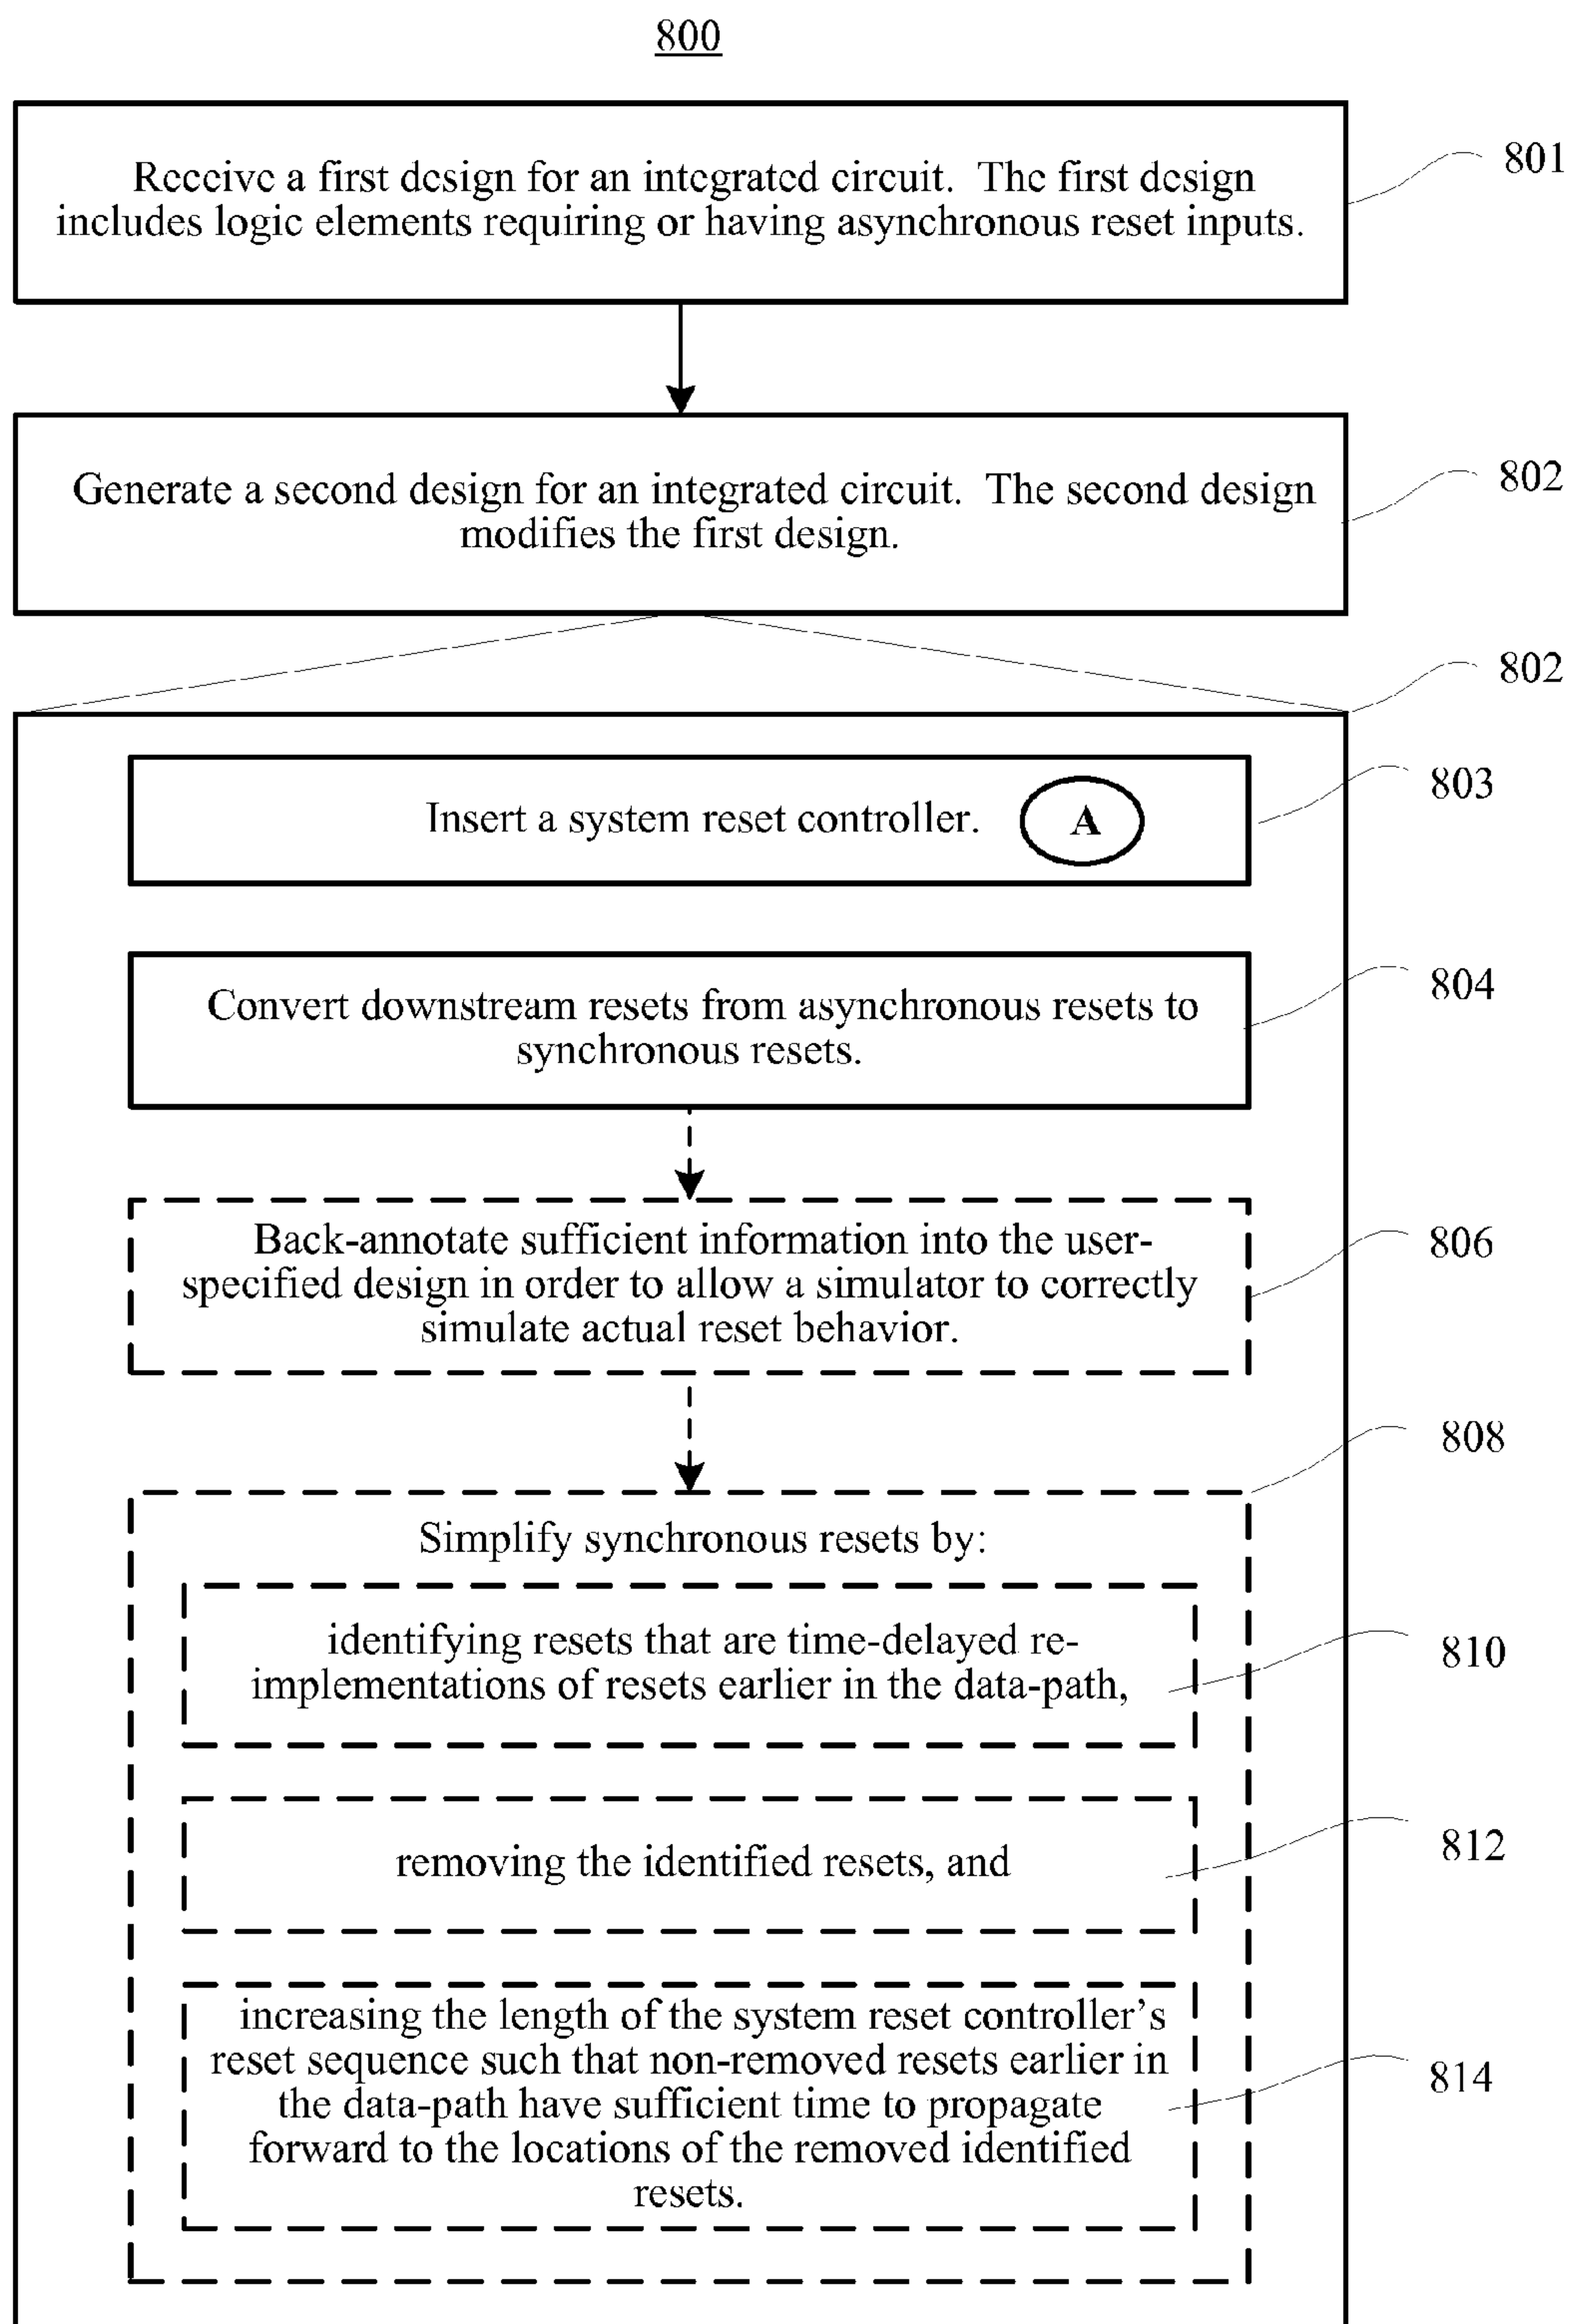 800
Receive a first design for an integrated circuit. The first design
includes logic elements requiring or having asynchronous reset inputs.
801
Generate a second design for an integrated circuit. The second design
modifies the first design.
802
802
Insert a system reset controller.
A
803
Convert downstream resets from asynchronous resets to
synchronous resets.
804
Back-annotate sufficient information into the user-
specified design in order to allow a simulator to correctly
simulate actual reset behavior.
806
808
Simplify synchronous resets by:
identifying resets that are time-delayed re-
implementations of resets earlier in the data-path,
810
removing the identified resets, and
812
increasing the length of the system reset controller’s
reset sequence such that non-removed resets earlier in
the data-path have sufficient time to propagate
forward to the locations of the removed identified
resets.
814